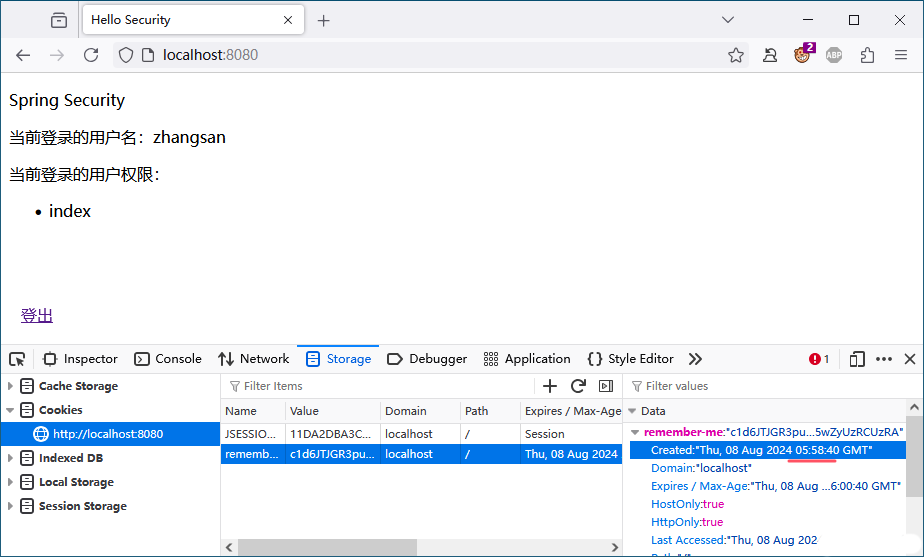 Hello Security
localhost:8080
2
ABP
Spring Security
当前登录的用户名：zhangsan
当前登录的用户权限：
index
登出
Inspector Console Network Storage Debugger Application Style Editor 1
Cache Storage
Cookies
http://localhost:8080
Indexed DB
Local Storage
Session Storage
Filter Items
Name Value Domain Path Expires / Max-Age
JSESSIO... 11DA2DBA3C... localhost / Session
rememb... c1d6JTJGR3pu... localhost / Thu, 08 Aug 2024
Filter values
Data
remember-me:"c1d6JTJGR3pu...5wZyUzRCUzRA"
Created:"Thu, 08 Aug 2024 05:58:40 GMT"
Domain:"localhost"
Expires / Max-Age:"Thu, 08 Aug ...6:00:40 GMT"
HostOnly:true
HttpOnly:true
Last Accessed:"Thu, 08 Aug 202